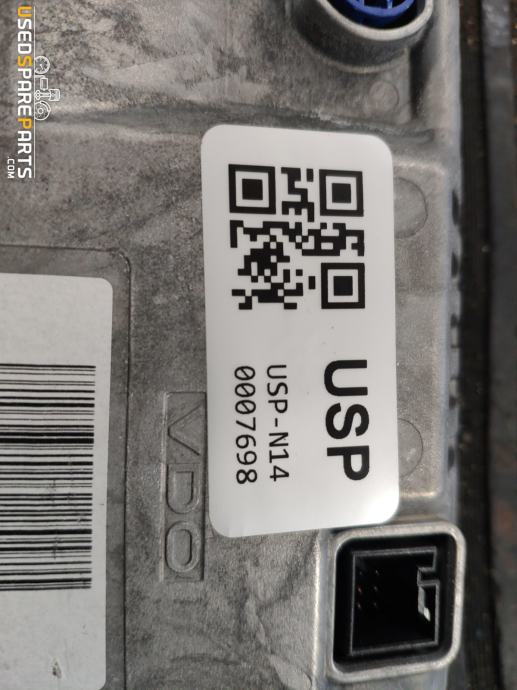 USEDSPAREPARTS
.COM
USP
USP-N14
0007698
VDO